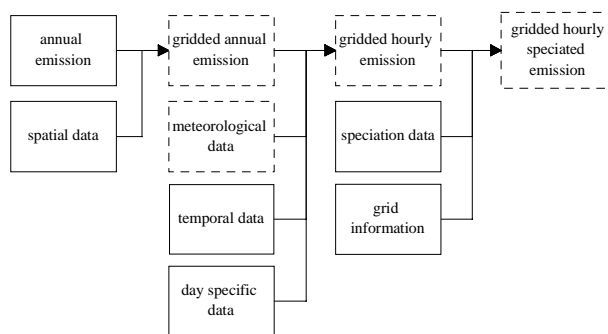 annual
emission
gridded annual
emission
gridded hourly
emission
gridded hourly
speciated
emission
spatial data
meteorological
data
speciation data
temporal data
grid
information
day specific
data